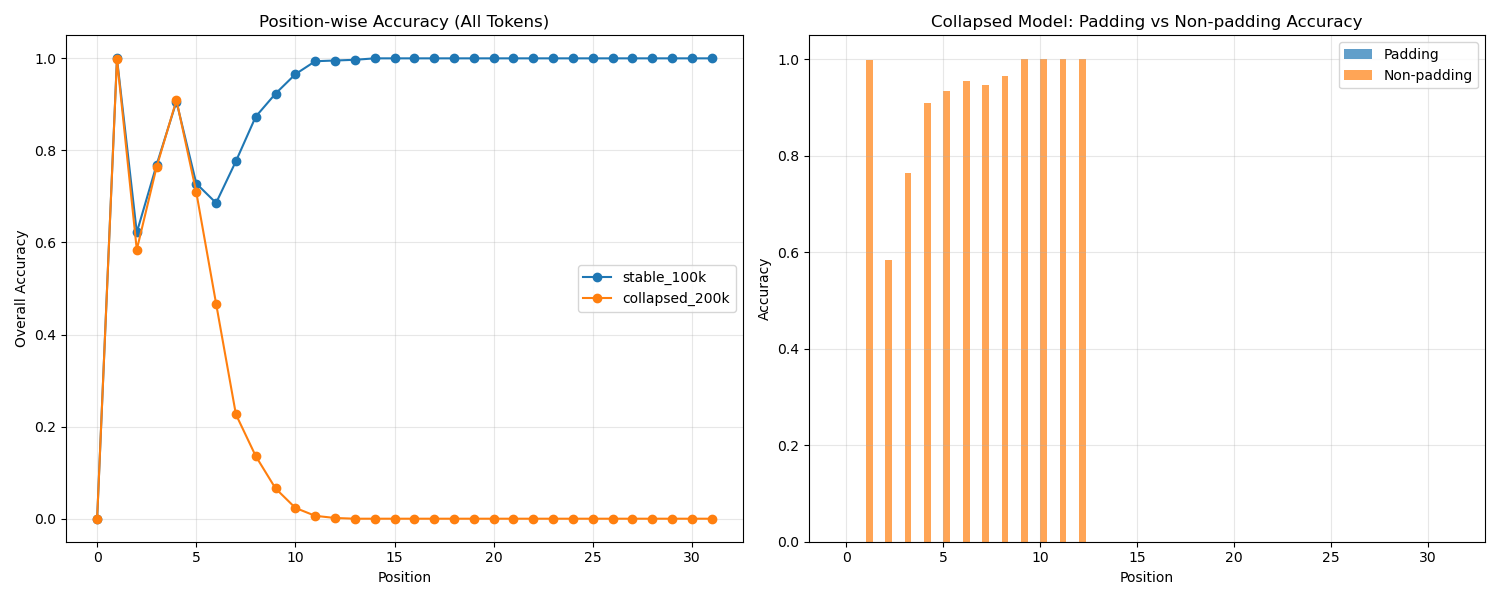 Position-wise Accuracy (All Tokens)
1.0
0.8
0.6
0.4
0.2
0.0
Overall Accuracy
stable_100k
collapsed_200k
0 5 10 15 20 25 30
Position
Collapsed Model: Padding vs Non-padding Accuracy
Padding
Non-padding
1.0
0.8
0.6
0.4
0.2
0.0
Accuracy
0 5 10 15 20 25 30
Position